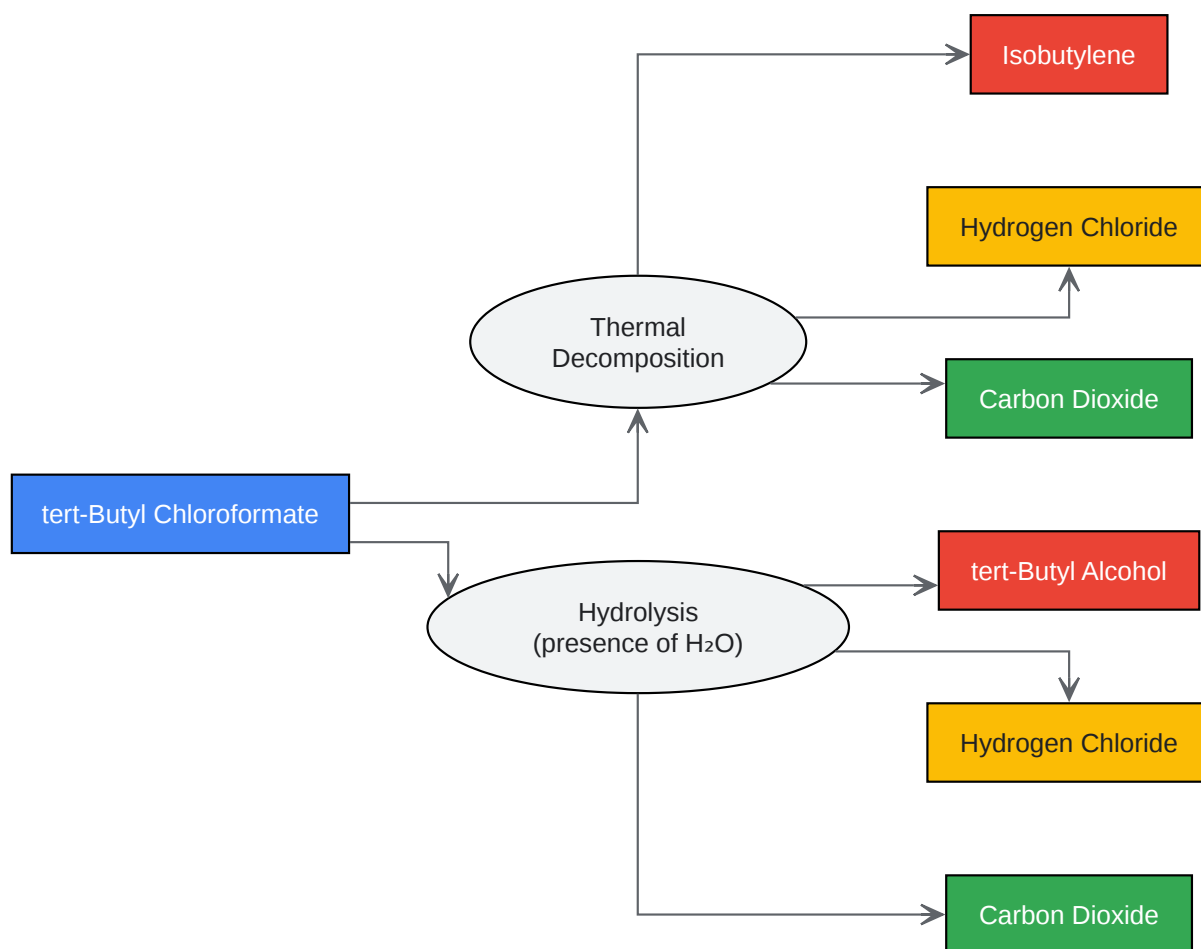 Isobutylene
Hydrogen Chloride
Thermal
Decomposition
Carbon Dioxide
tert-Butyl Chloroformate
tert-Butyl Alcohol
Hydrolysis
(presence of H₂O)
Hydrogen Chloride
Carbon Dioxide